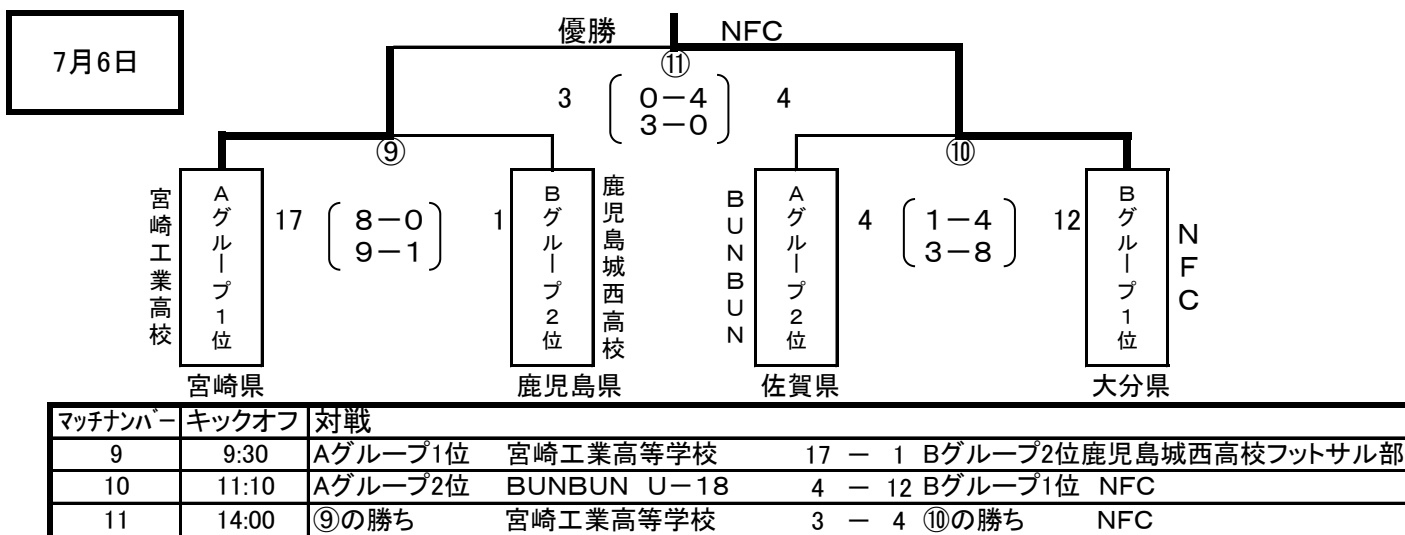 優勝 NFC
7月6日
⑪
3 0－4 4
3－0
⑨
⑩
宮崎工業高校
Aグループ1位
17 8－0 1
9－1
Bグループ2位
鹿児島城西高校
BUNBUN
Aグループ2位
4 1－4 12
3－8
Bグループ1位
NFC
宮崎県 鹿児島県 佐賀県 大分県
マッチナンバー キックオフ 対戦
9 9:30 Aグループ1位 宮崎工業高等学校 17 － 1 Bグループ2位鹿児島城西高校フットサル部
10 11:10 Aグループ2位 BUNBUN U－18 4 － 12 Bグループ1位 NFC
11 14:00 ⑨の勝ち 宮崎工業高等学校 3 － 4 ⑩の勝ち NFC